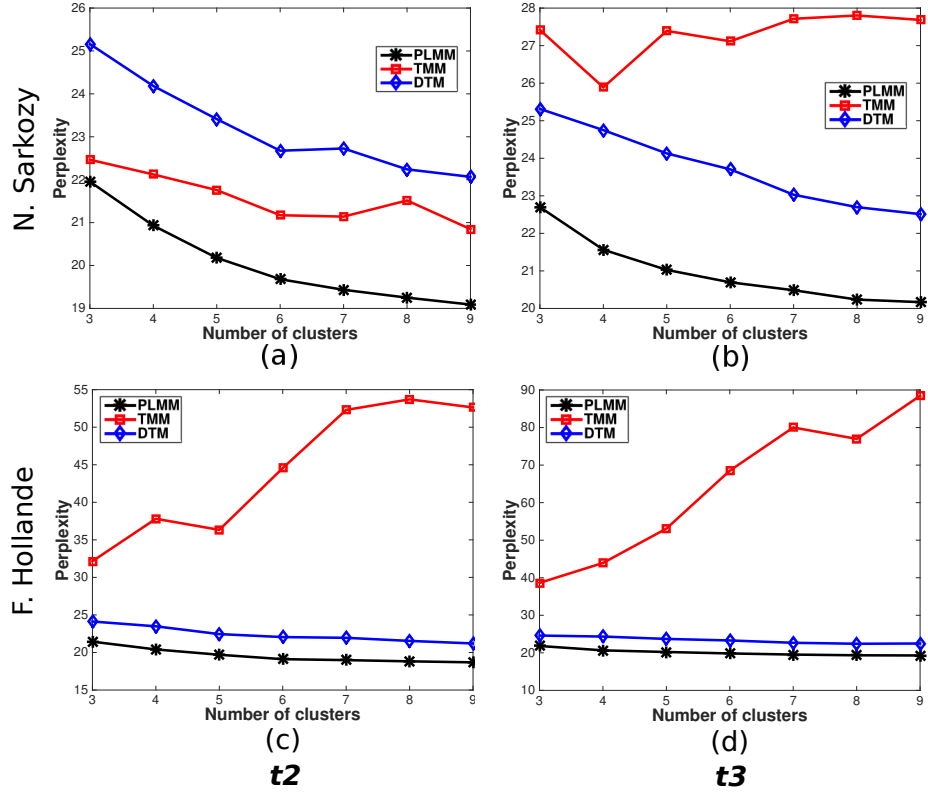 N. Sarkozy
26
25
24
23
22
21
20
19
Perplexity
PLMM
TMM
DTM
3 4 5 6 7 8 9
Number of clusters
(a)
28
27
26
25
24
23
22
21
20
Perplexity
PLMM
TMM
DTM
3 4 5 6 7 8 9
Number of clusters
(b)
F. Hollande
55
50
45
40
35
30
25
20
15
Perplexity
PLMM
TMM
DTM
3 4 5 6 7 8 9
Number of clusters
(c)
t2
90
80
70
60
50
40
30
20
10
Perplexity
PLMM
TMM
DTM
3 4 5 6 7 8 9
Number of clusters
(d)
t3